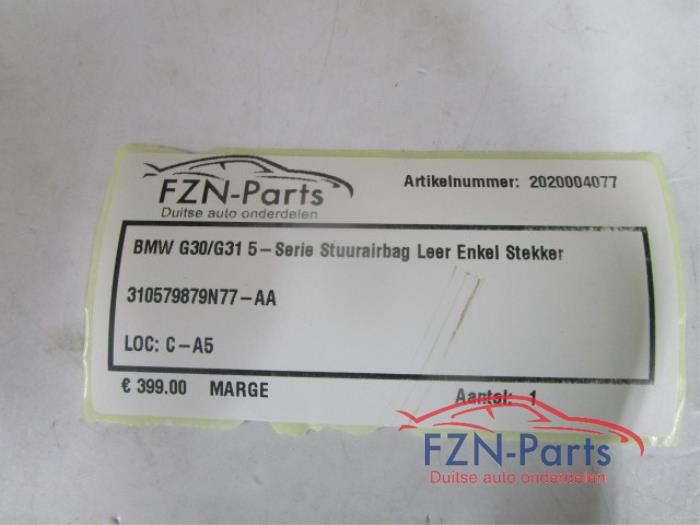 FZN-Parts
Duitse auto onderdelen
Artikelnummer: 2020004077
BMW G30/G31 5-Serie Stuurairbag Leer Enkel Stekker
310579879N77-AA
LOC: C-A5
€ 399.00 MARGE Aantal: 1
FZN-Parts
Duitse auto onderdelen